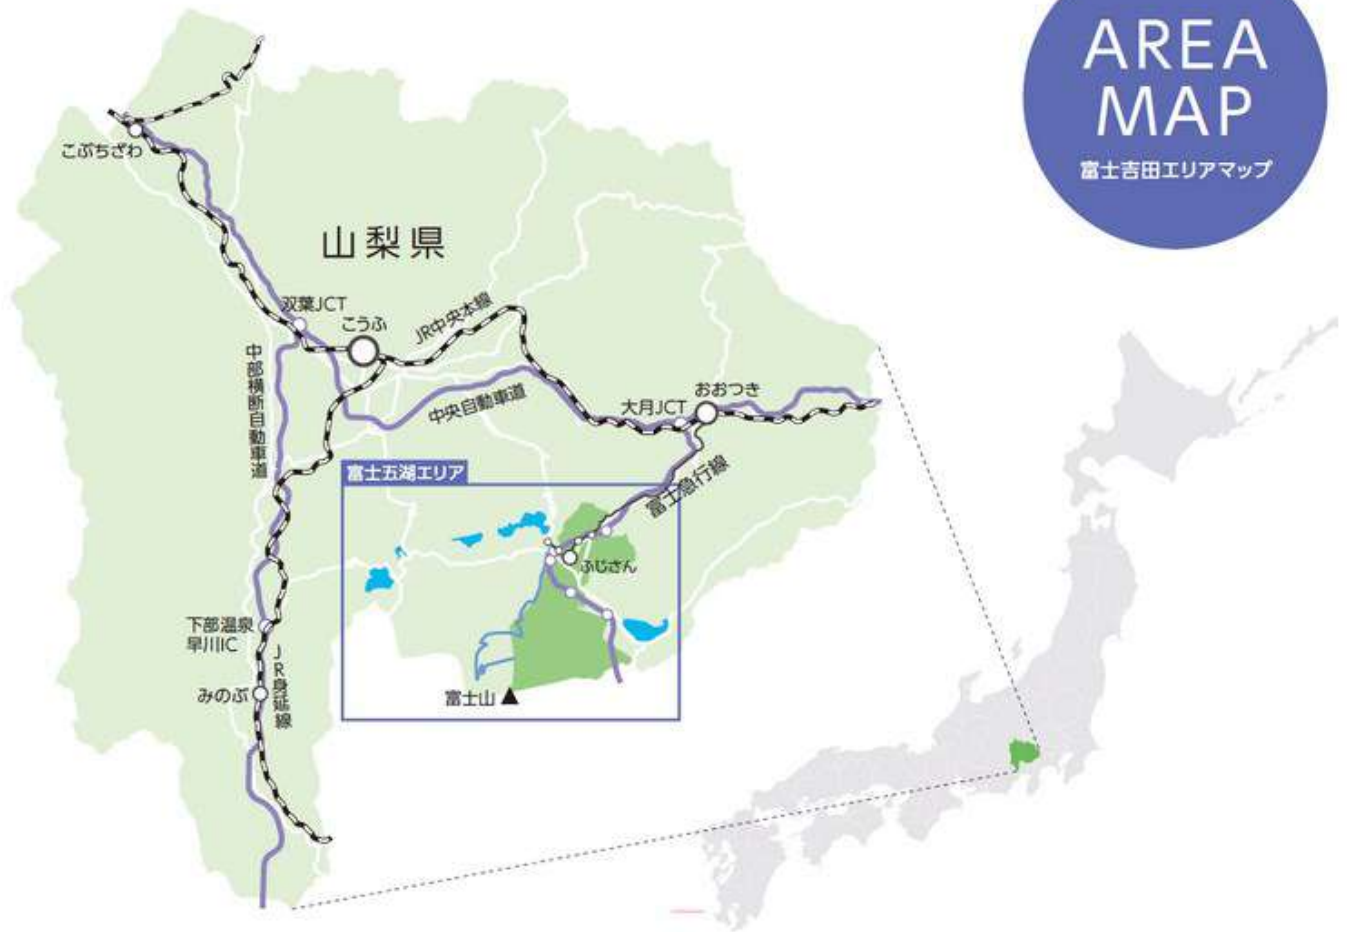 AREA
MAP
富士吉田エリアマップ
こぶちざわ
山梨県
双葉JCT
こうふ
JR中央本線
中部横断自動車道
中央自動車道
大月JCT
おおつき
富士急行線
富士五湖エリア
ふじさん
下部温泉
早川IC
みのぶ
JR身延線
富士山